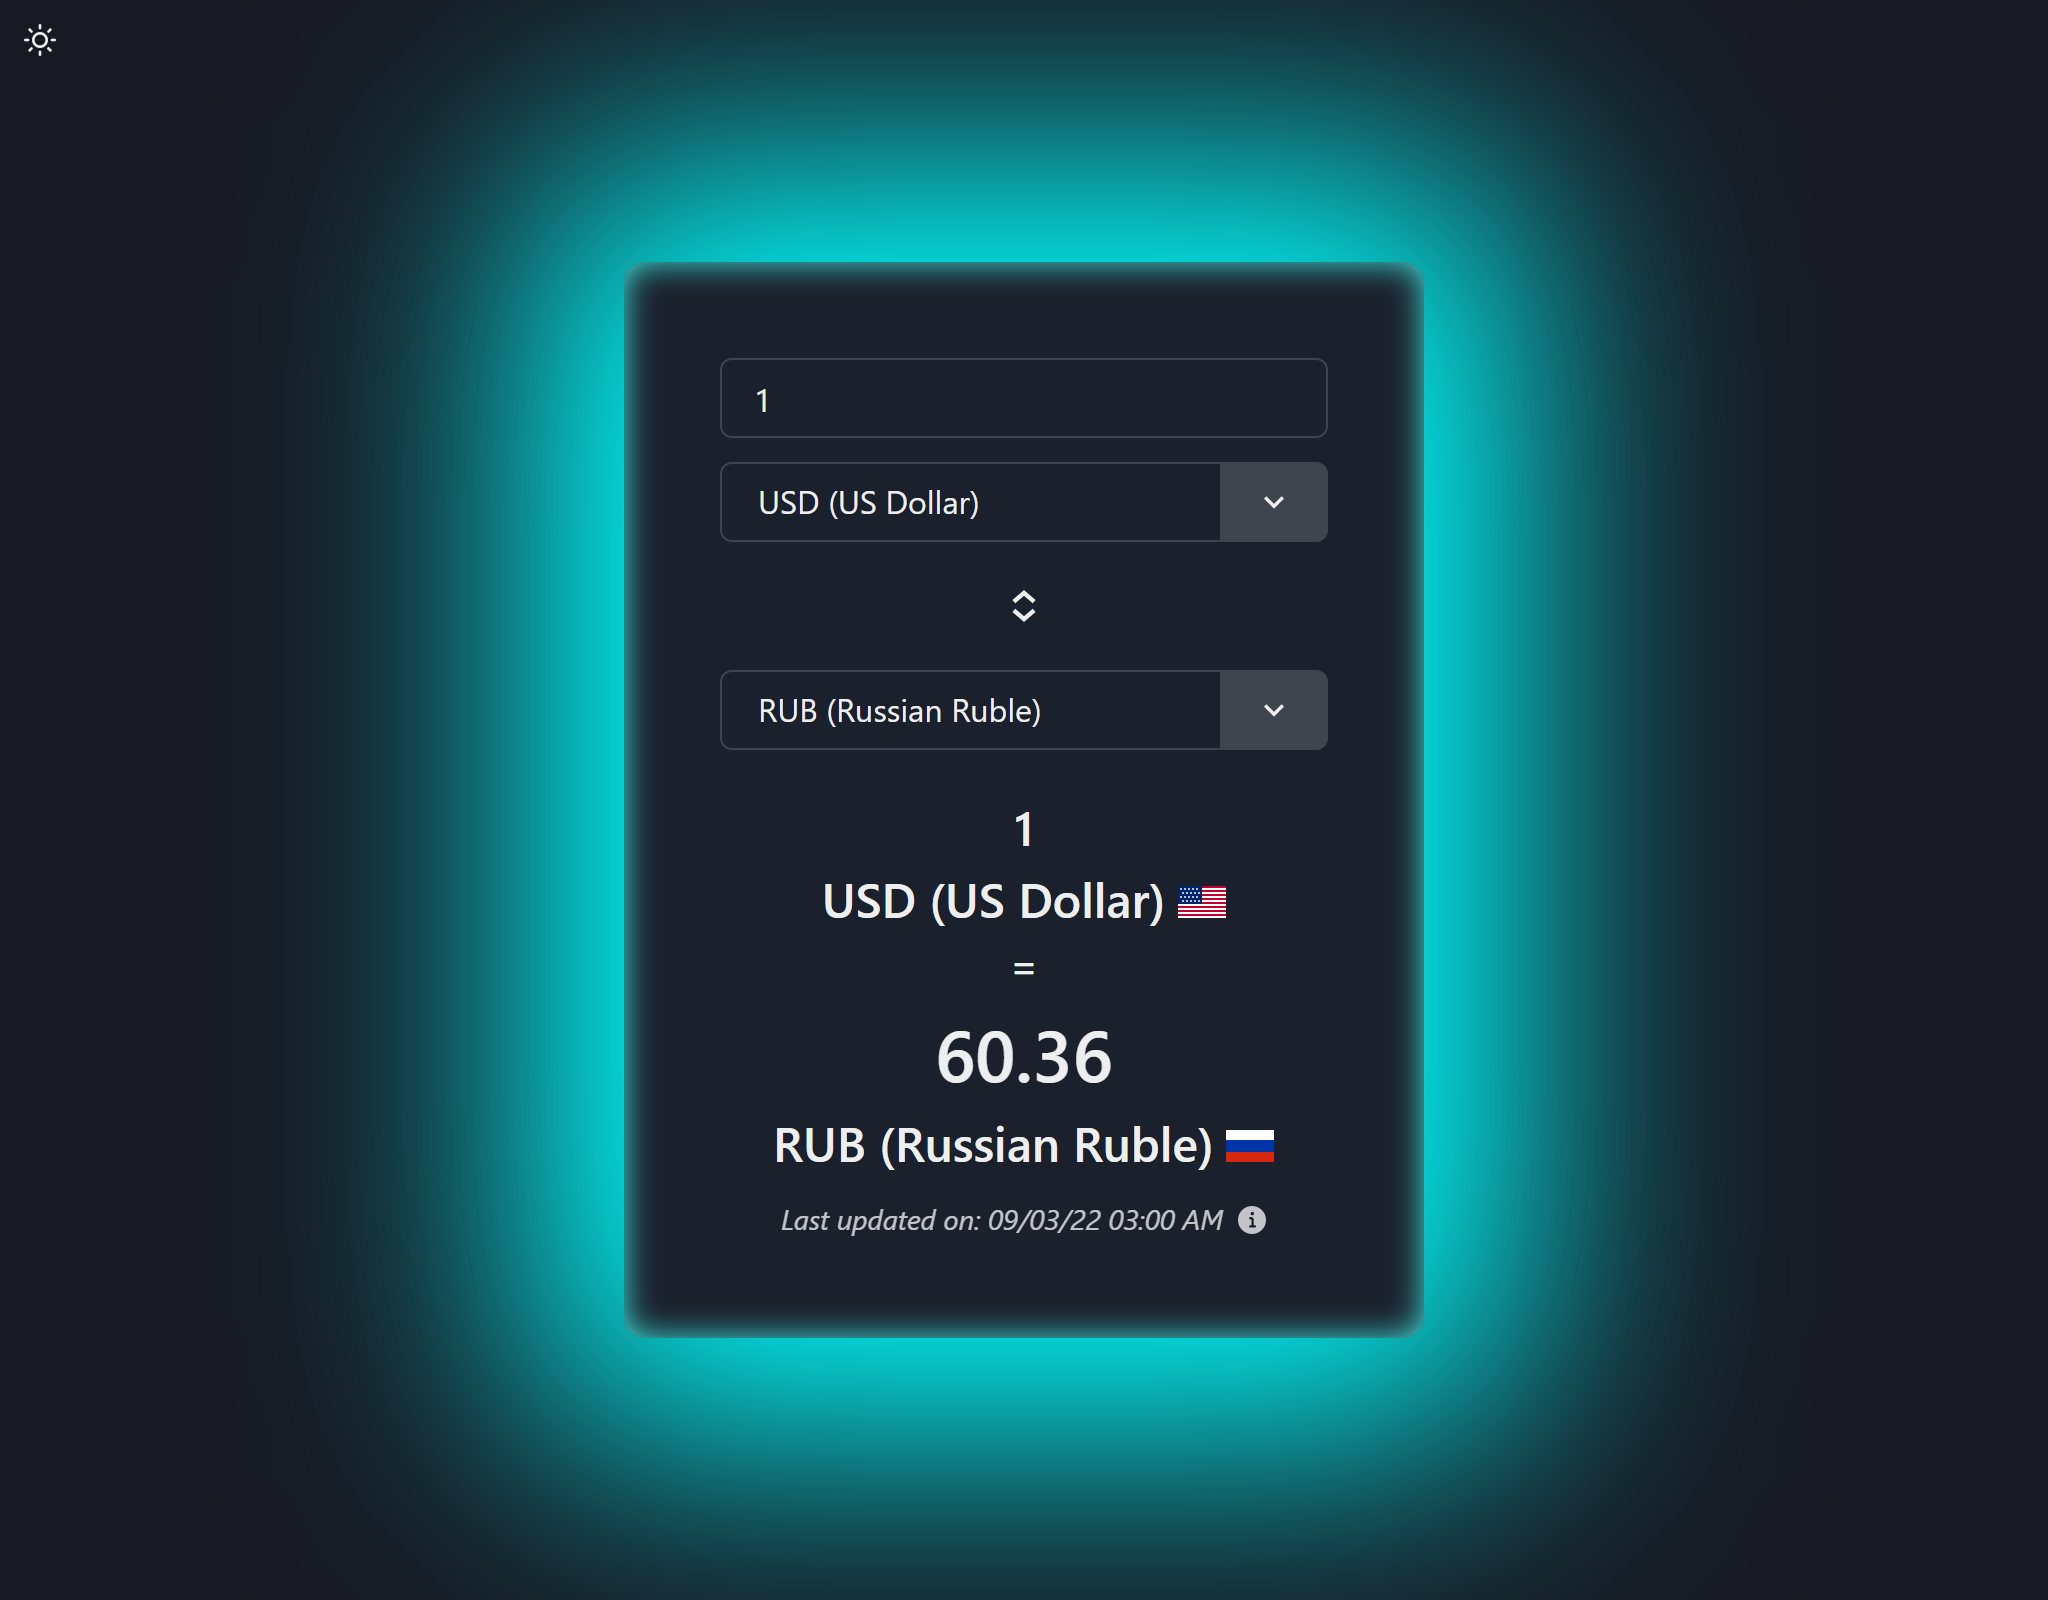 1
USD (US Dollar)
RUB (Russian Ruble)
1
USD (US Dollar)
=
60.36
RUB (Russian Ruble)
Last updated on: 09/03/22 03:00 AM